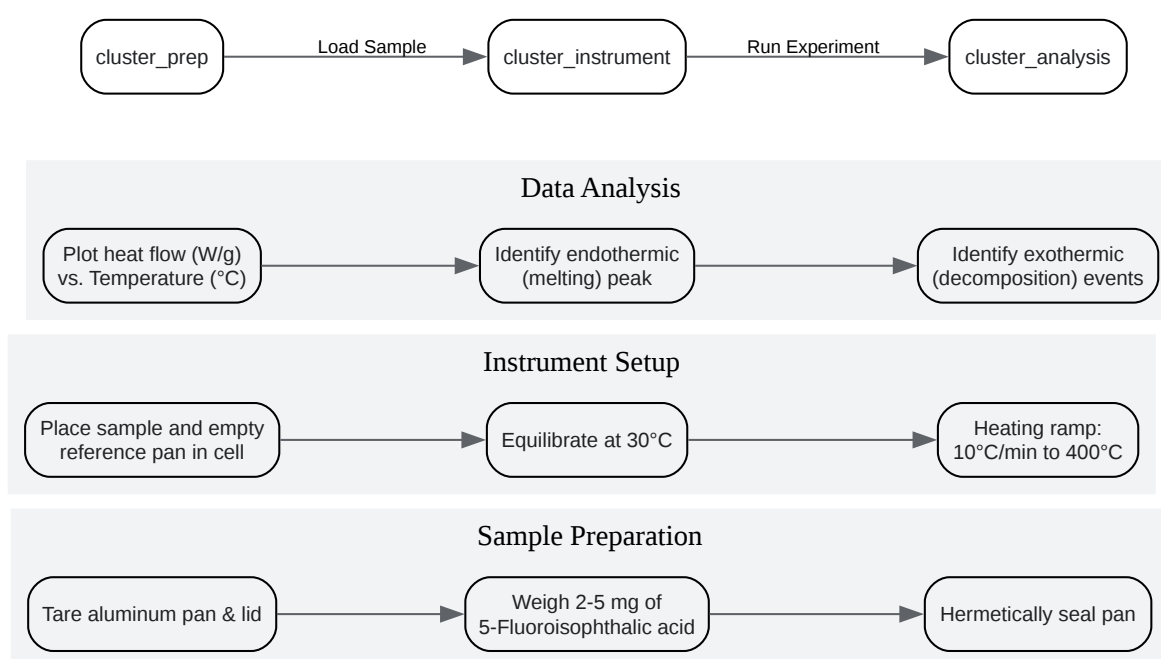 cluster_prep
Load Sample
cluster_instrument
Run Experiment
cluster_analysis
Data Analysis
Plot heat flow (W/g)
vs. Temperature (°C)
Identify endothermic
(melting) peak
Identify exothermic
(decomposition) events
Instrument Setup
Place sample and empty
reference pan in cell
Equilibrate at 30°C
Heating ramp:
10°C/min to 400°C
Sample Preparation
Tare aluminum pan & lid
Weigh 2-5 mg of
5-Fluoroisophthalic acid
Hermetically seal pan